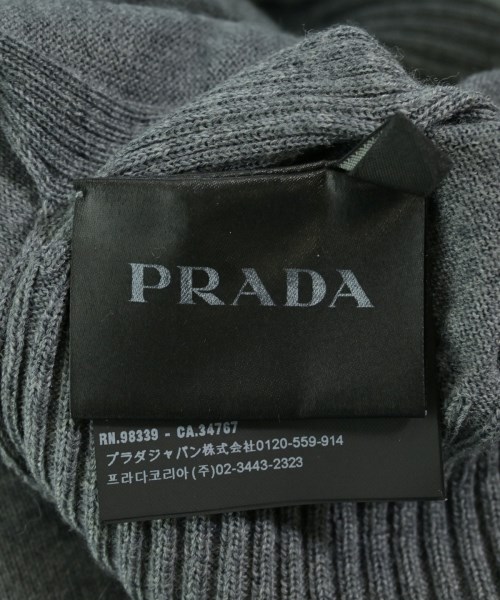 PRADA
RN.98339 - CA.34767
プラダジャパン株式会社0120-559-914
프라다코리아(주)02-3443-2323